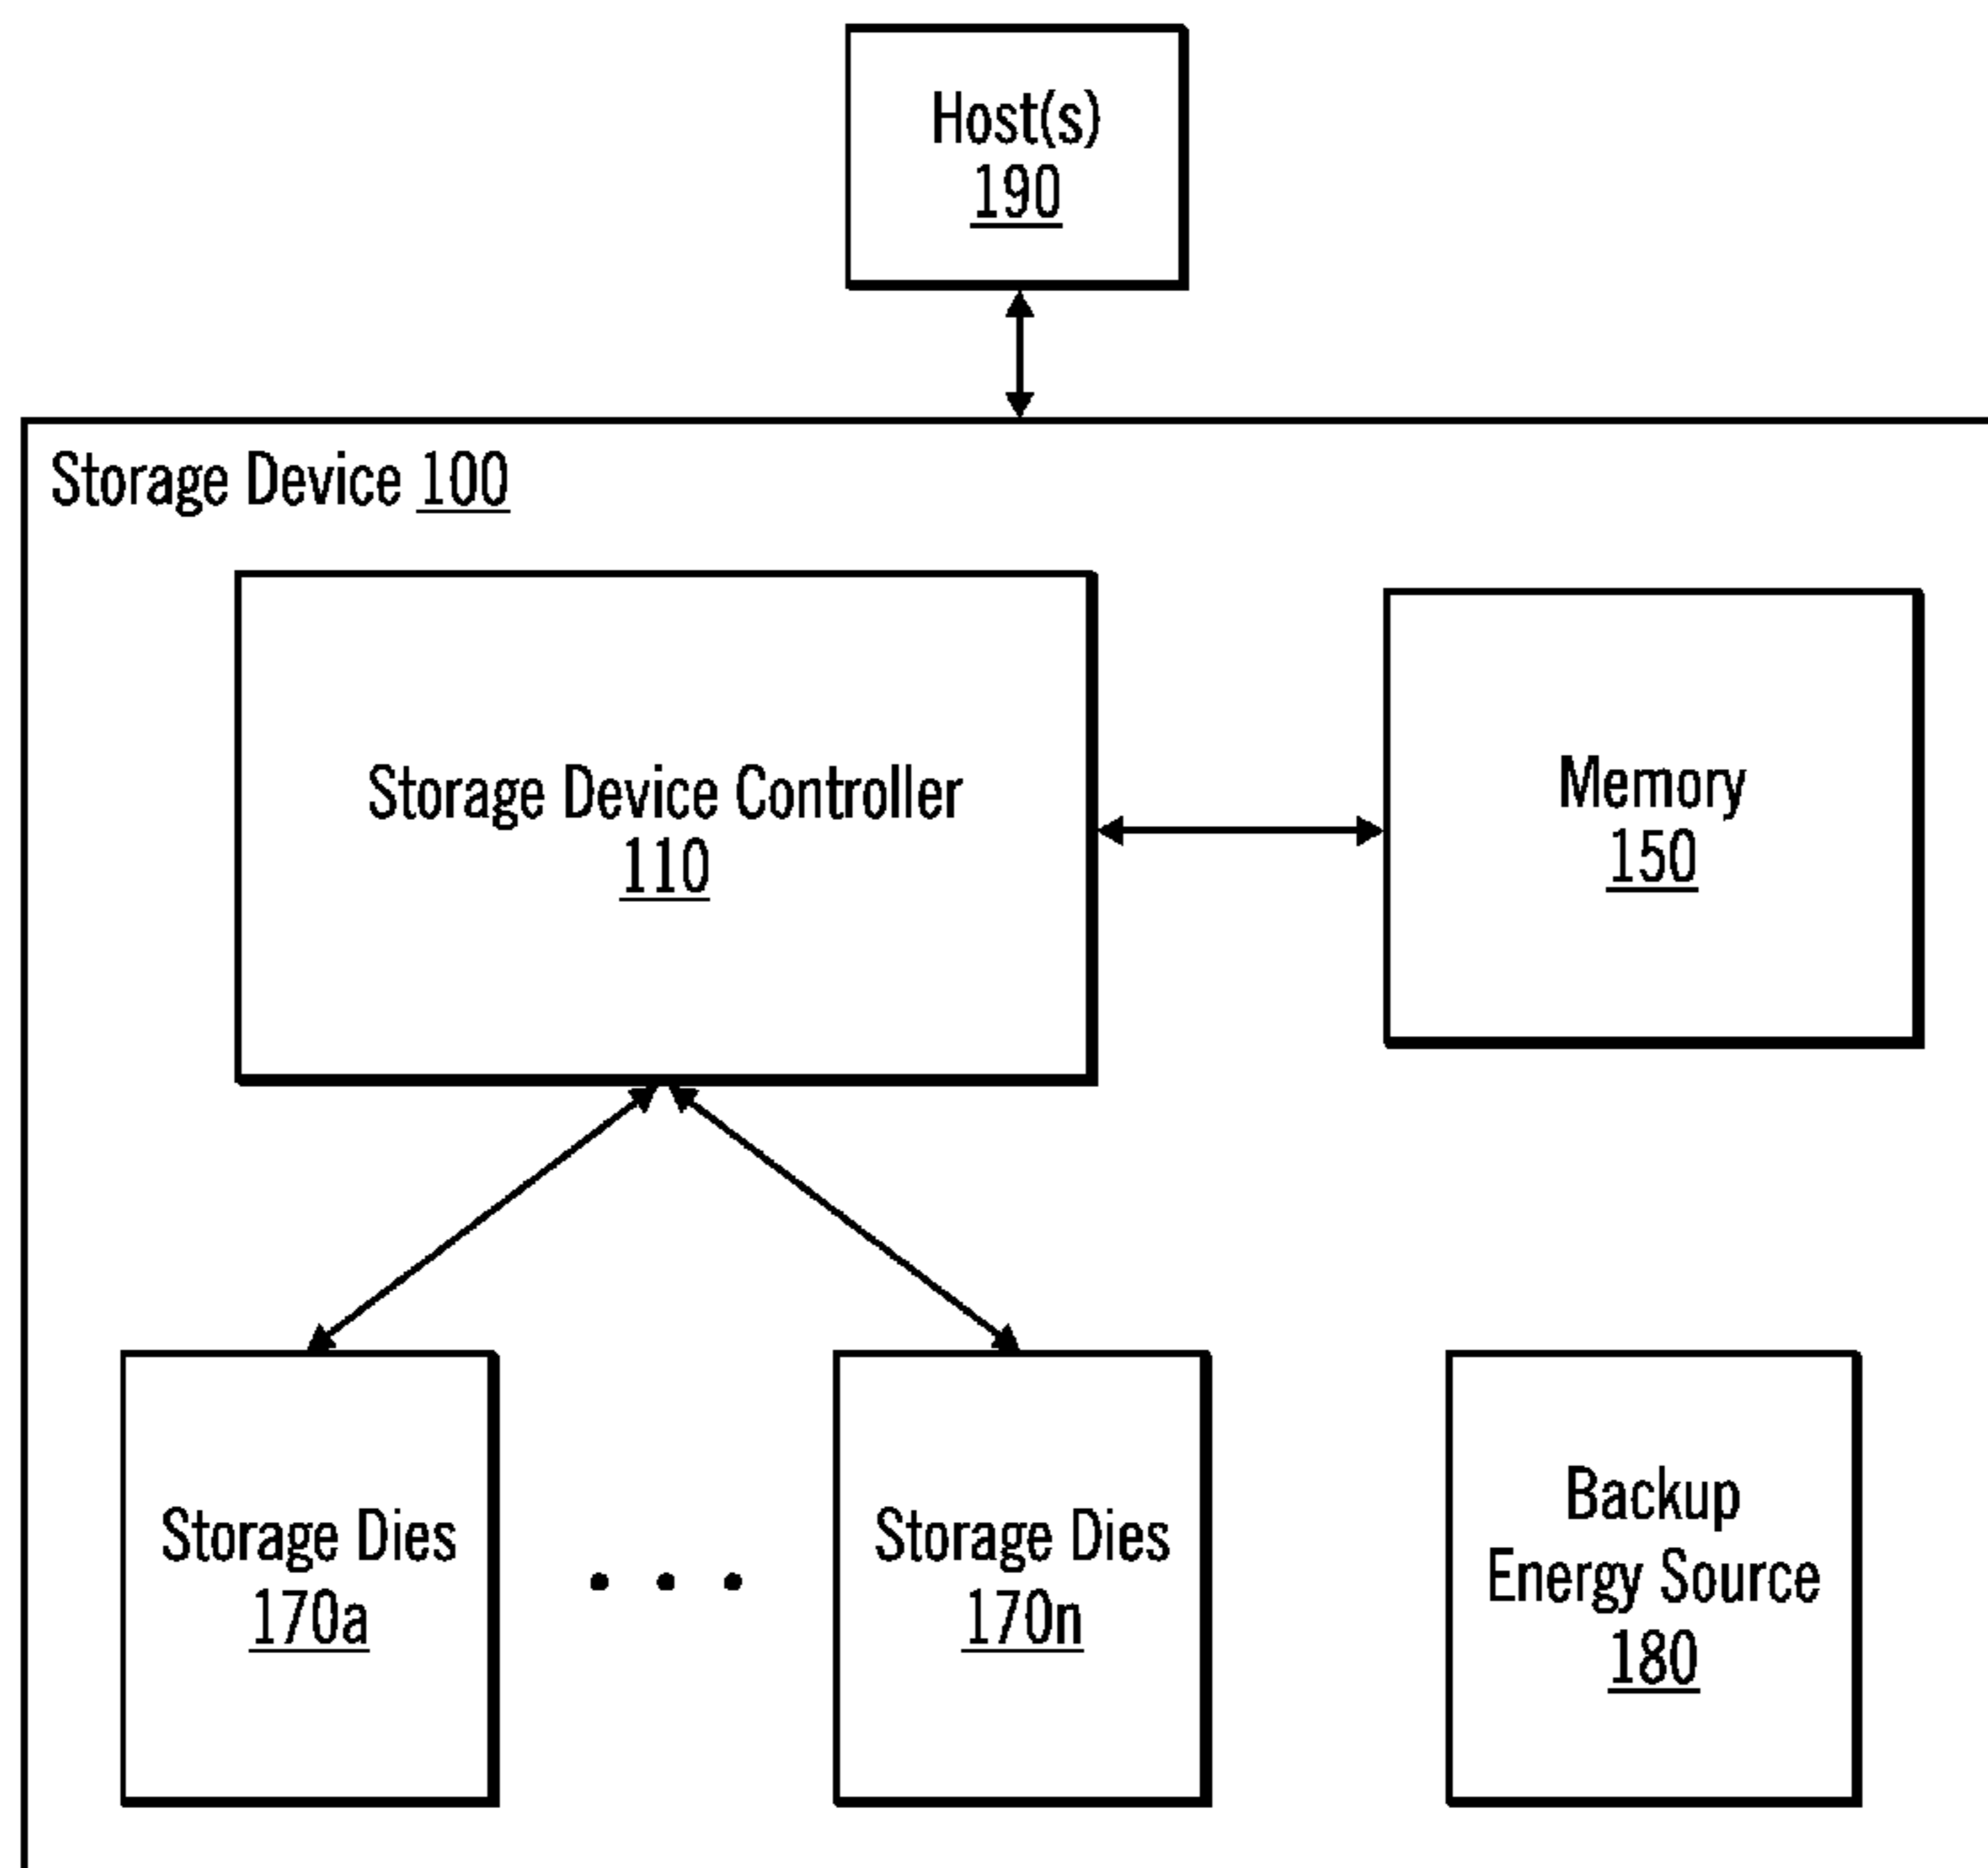 Host(s)
190
Storage Device 100
Storage Device Controller
110
Memory
150
Storage Dies
170a
Storage Dies
170n
Backup
Energy Source
180